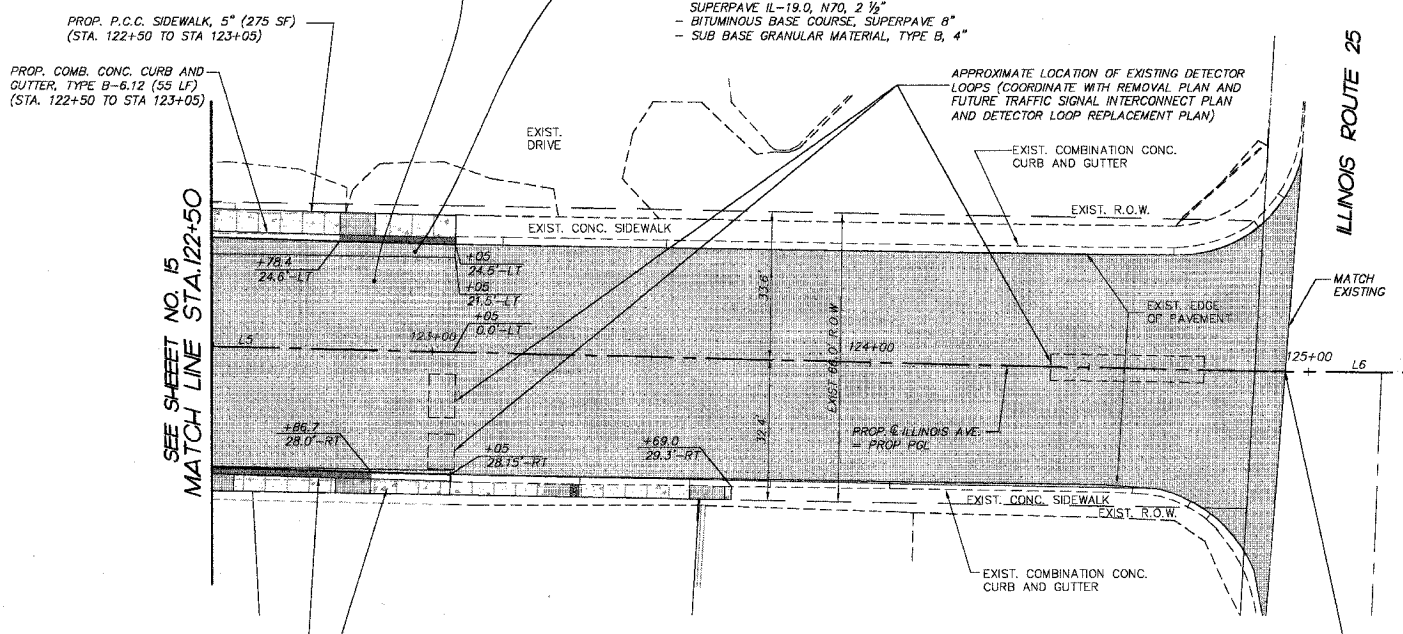 PROP. P.C.C. SIDEWALK, 5" (275 SF)
(STA. 122+50 TO STA 123+05)
SUPERPAVE IL-19.0, N70, 2 ½"
- BITUMINOUS BASE COURSE, SUPERPAVE 8"
- SUB BASE GRANULAR MATERIAL, TYPE B, 4"
PROP. COMB. CONC. CURB AND
GUTTER, TYPE B-6.12 (55 LF)
(STA. 122+50 TO STA 123+05)
APPROXIMATE LOCATION OF EXISTING DETECTOR
LOOPS (COORDINATE WITH REMOVAL PLAN AND
FUTURE TRAFFIC SIGNAL INTERCONNECT PLAN
AND DETECTOR LOOP REPLACEMENT PLAN)
ILLINOIS ROUTE 25
EXIST.
DRIVE
EXIST. COMBINATION CONC.
CURB AND GUTTER
EXIST. R.O.W.
EXIST. CONC. SIDEWALK
SEE SHEEET NO. 15
MATCH LINE STA.122+50
+78.4
24.6'-LT
+05
24.5'-LT
+05
21.5'-LT
+05
0.0'-LT
33.6'
EXIST 66.0' R.O.W
32.4'
EXIST. EDGE
OF PAVEMENT
MATCH
EXISTING
L5
123+00
124+00
125+00
L6
PROP. ℄ ILLINOIS AVE.
= PROP PGL
+86.7
28.0'-RT
+05
28.15'-RT
+69.0
29.3'-RT
EXIST. CONC. SIDEWALK
EXIST. R.O.W.
EXIST. COMBINATION CONC.
CURB AND GUTTER